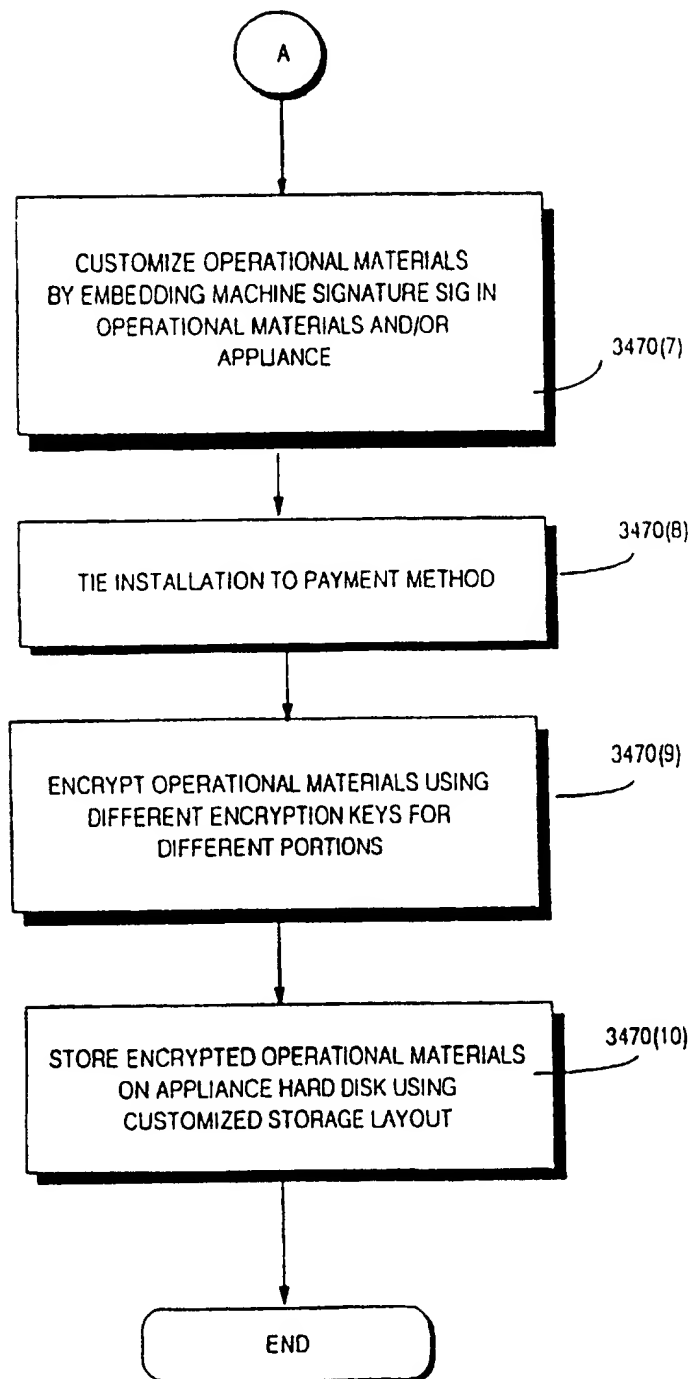 A
CUSTOMIZE OPERATIONAL MATERIALS
BY EMBEDDING MACHINE SIGNATURE SIG IN
OPERATIONAL MATERIALS AND/OR
APPLIANCE
3470(7)
3470(8)
TIE INSTALLATION TO PAYMENT METHOD
3470(9)
ENCRYPT OPERATIONAL MATERIALS USING
DIFFERENT ENCRYPTION KEYS FOR
DIFFERENT PORTIONS
3470(10)
STORE ENCRYPTED OPERATIONAL MATERIALS
ON APPLIANCE HARD DISK USING
CUSTOMIZED STORAGE LAYOUT
END